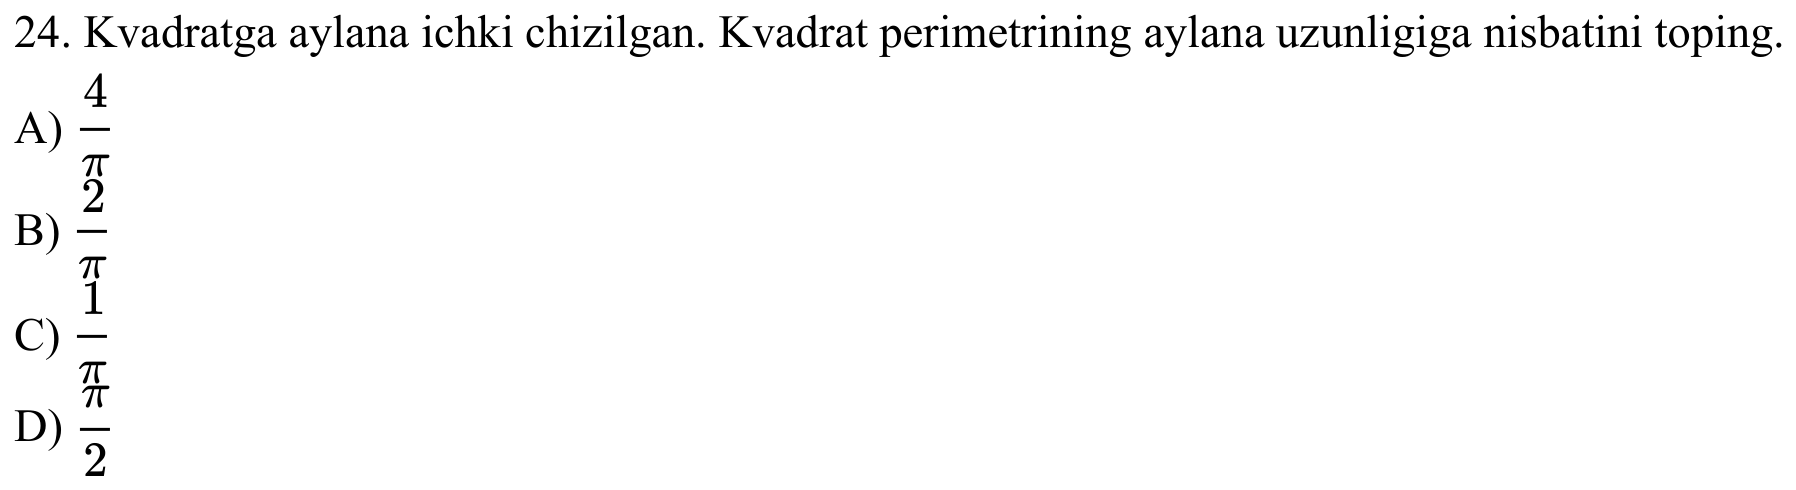 24. Kvadratga aylana ichki chizilgan. Kvadrat perimetrining aylana uzunligiga nisbatini toping.
A) 4/π
B) 2/π
C) 1/π
D) π/2